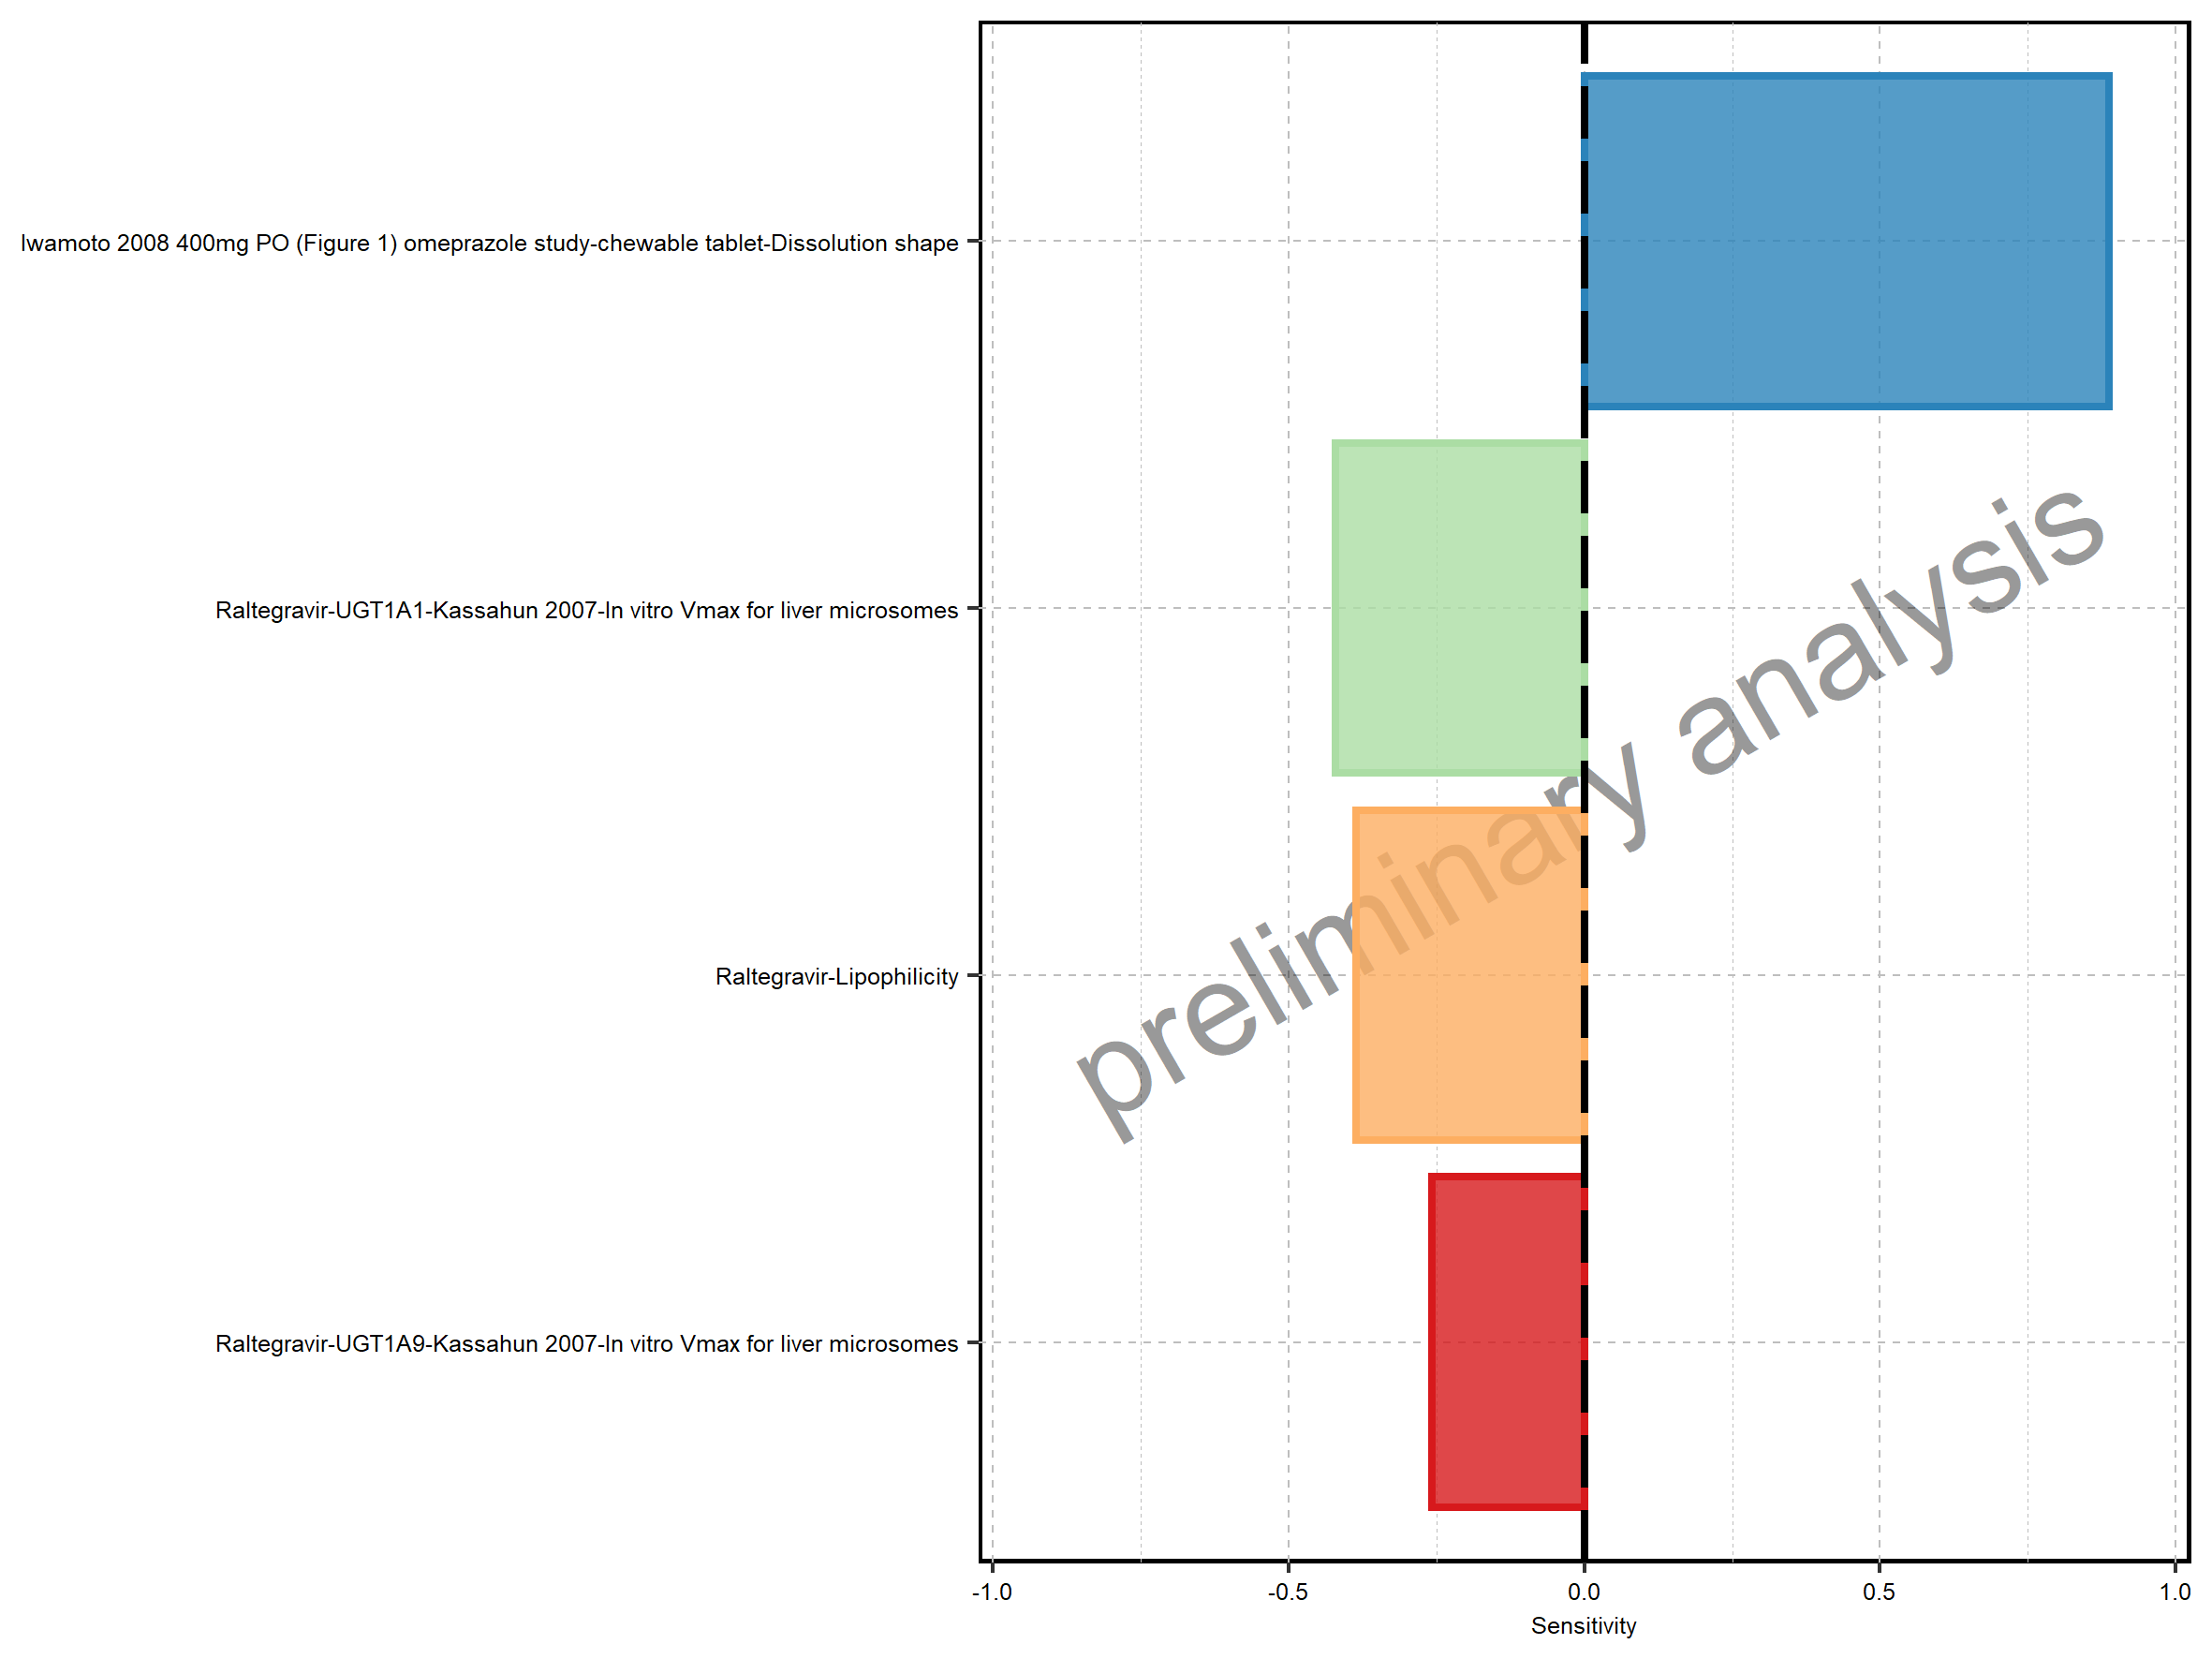 Iwamoto 2008 400mg PO (Figure 1) omeprazole study-chewable tablet-Dissolution shape
Raltegravir-UGT1A1-Kassahun 2007-In vitro Vmax for liver microsomes
Raltegravir-Lipophilicity
Raltegravir-UGT1A9-Kassahun 2007-In vitro Vmax for liver microsomes
preliminary analysis
-1.0 -0.5 0.0 0.5 1.0
Sensitivity